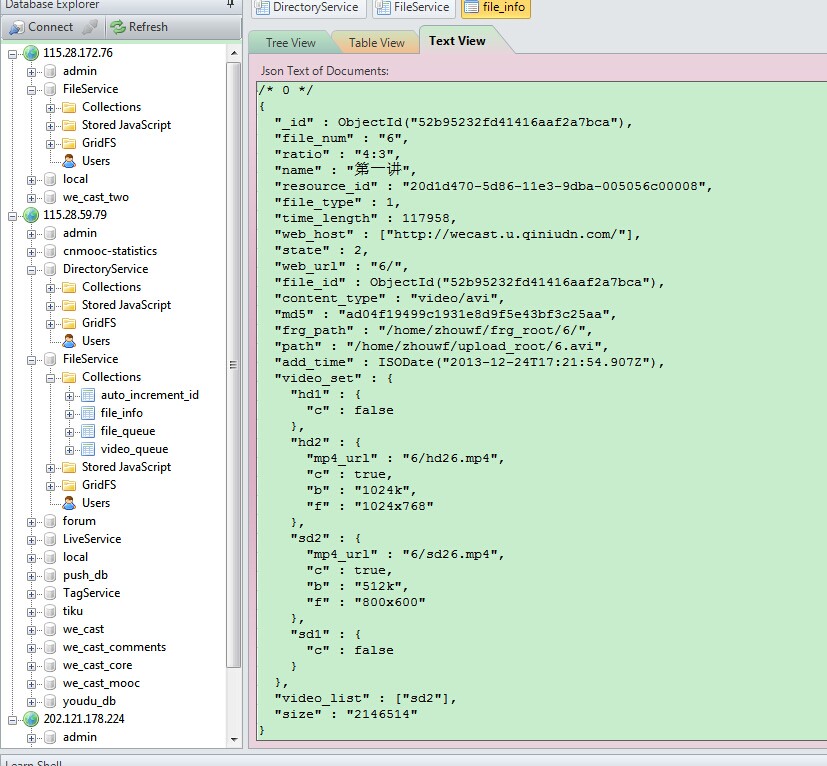 Database Explorer
Connect Refresh
115.28.172.76
admin
FileService
Collections
Stored JavaScript
GridFS
Users
local
we_cast_two
115.28.59.79
admin
cnmooc-statistics
DirectoryService
Collections
Stored JavaScript
GridFS
Users
FileService
Collections
auto_increment_id
file_info
file_queue
video_queue
Stored JavaScript
GridFS
Users
forum
LiveService
local
push_db
TagService
tiku
we_cast
we_cast_comments
we_cast_core
we_cast_mooc
youdu_db
202.121.178.224
admin
DirectoryService FileService file_info
Tree View Table View Text View
Json Text of Documents:
/* 0 */
{
"_id" : ObjectId("52b95232fd41416aaf2a7bca"),
"file_num" : "6",
"ratio" : "4:3",
"name" : "第一讲",
"resource_id" : "20d1d470-5d86-11e3-9dba-005056c00008",
"file_type" : 1,
"time_length" : 117958,
"web_host" : ["http://wecast.u.qiniudn.com/"],
"state" : 2,
"web_url" : "6/",
"file_id" : ObjectId("52b95232fd41416aaf2a7bca"),
"content_type" : "video/avi",
"md5" : "ad04f19499c1931e8d9f5e43bf3c25aa",
"frg_path" : "/home/zhouwf/frg_root/6/",
"path" : "/home/zhouwf/upload_root/6.avi",
"add_time" : ISODate("2013-12-24T17:21:54.907Z"),
"video_set" : {
"hd1" : {
"c" : false
},
"hd2" : {
"mp4_url" : "6/hd26.mp4",
"c" : true,
"b" : "1024k",
"f" : "1024x768"
},
"sd2" : {
"mp4_url" : "6/sd26.mp4",
"c" : true,
"b" : "512k",
"f" : "800x600"
},
"sd1" : {
"c" : false
}
},
"video_list" : ["sd2"],
"size" : "2146514"
}
Learn Shell